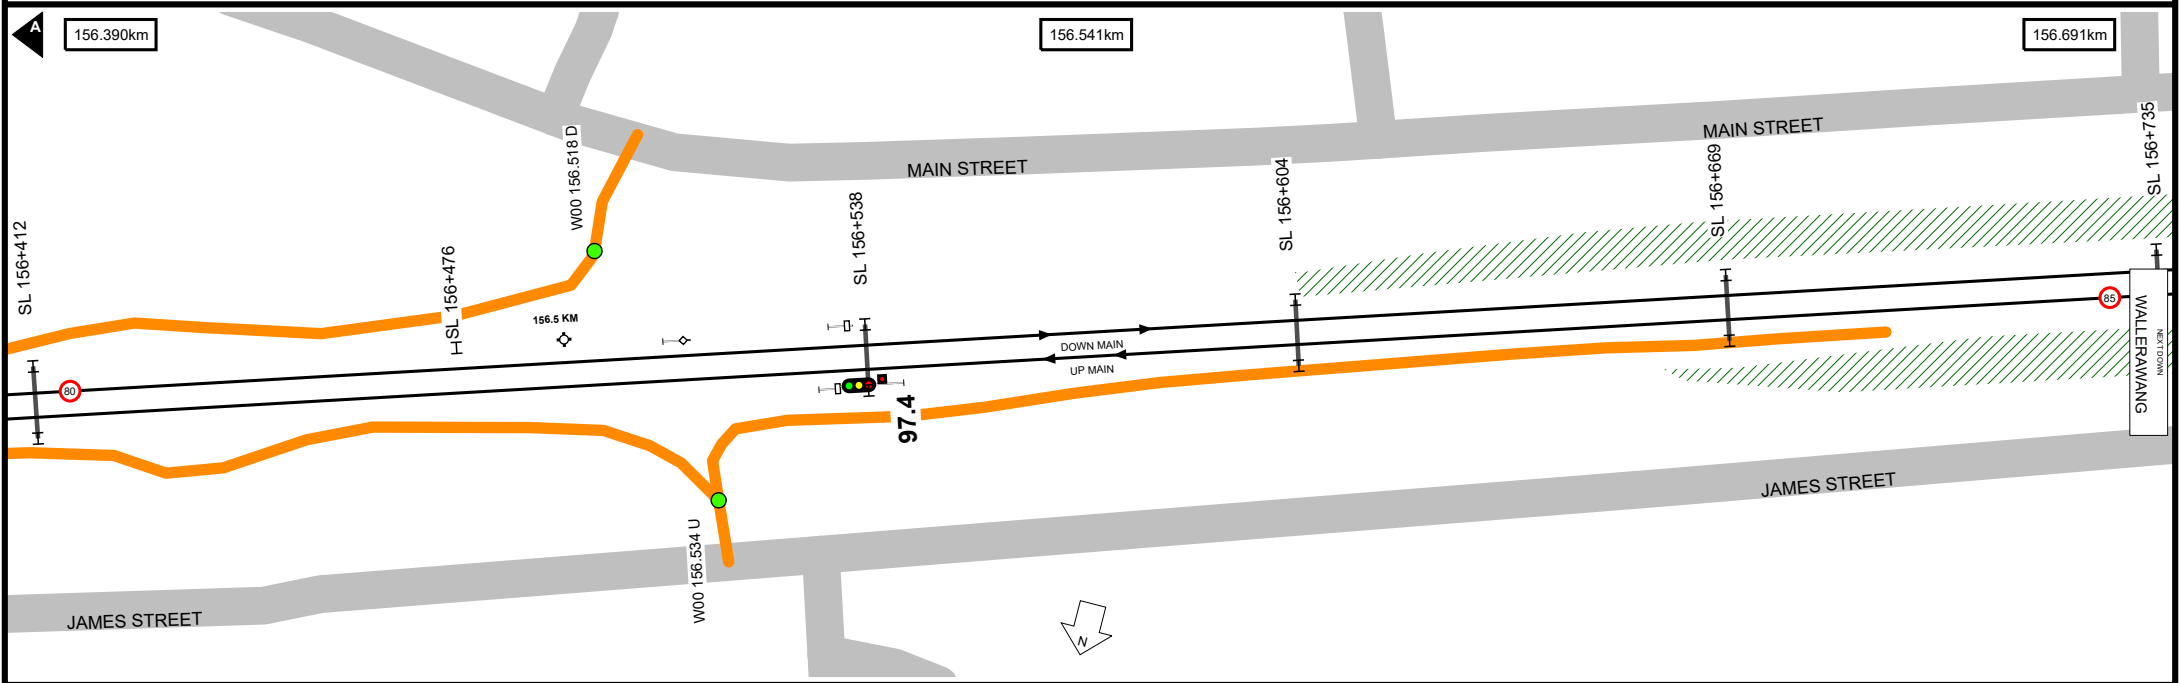 A
156.390km
156.541km
156.691km
MAIN STREET
MAIN STREET
SL 156+412
SL 156+476
W00 156.518 D
SL 156+538
SL 156+604
SL 156+669
SL 156+735
156.5 KM
80
DOWN MAIN
UP MAIN
85
WALLERAWANG
NEXT DOWN
97.4
W00 156.534 U
JAMES STREET
JAMES STREET
N